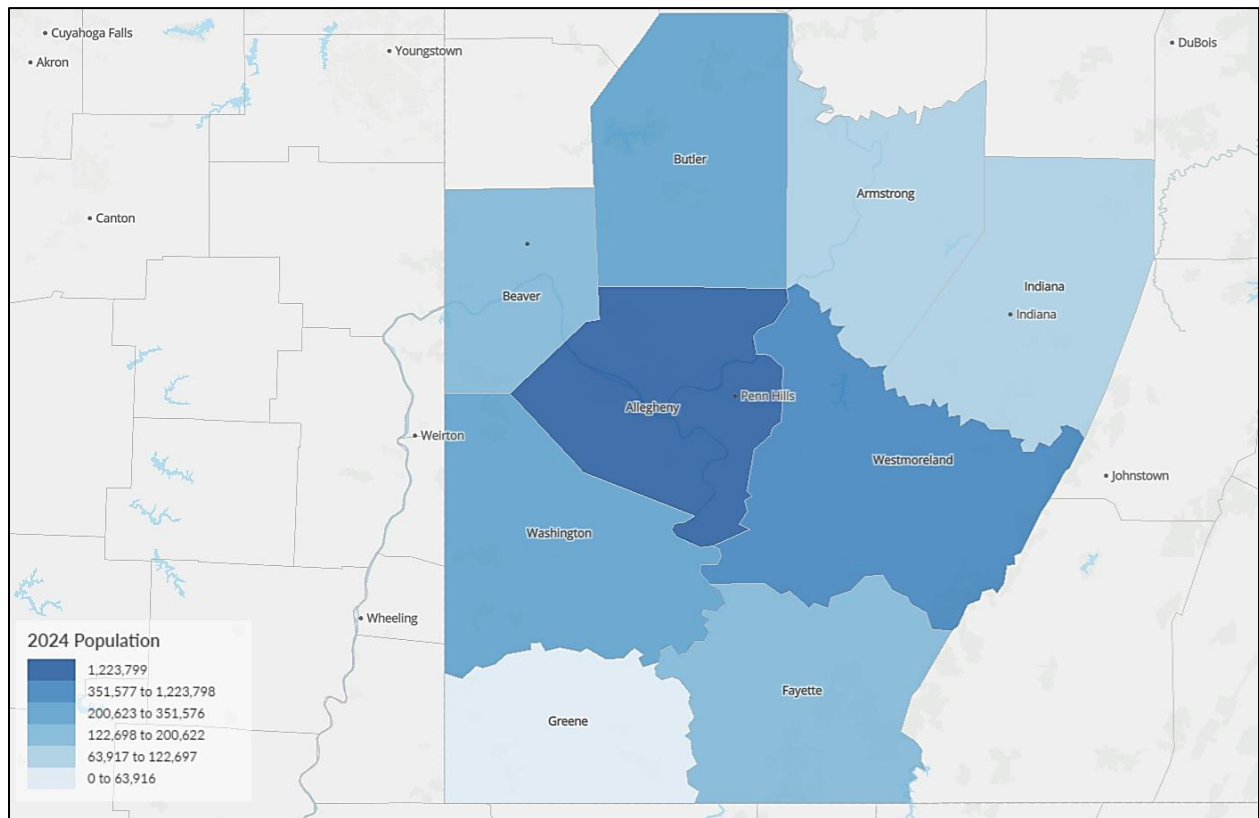 Cuyahoga Falls
Akron
Youngstown
DuBois
Butler
Armstrong
Canton
Beaver
Indiana
Indiana
Penn Hills
Allegheny
Weirton
Westmoreland
Johnstown
Washington
Wheeling
Fayette
Greene
2024 Population
1,223,799
351,577 to 1,223,798
200,623 to 351,576
122,698 to 200,622
63,917 to 122,697
0 to 63,916